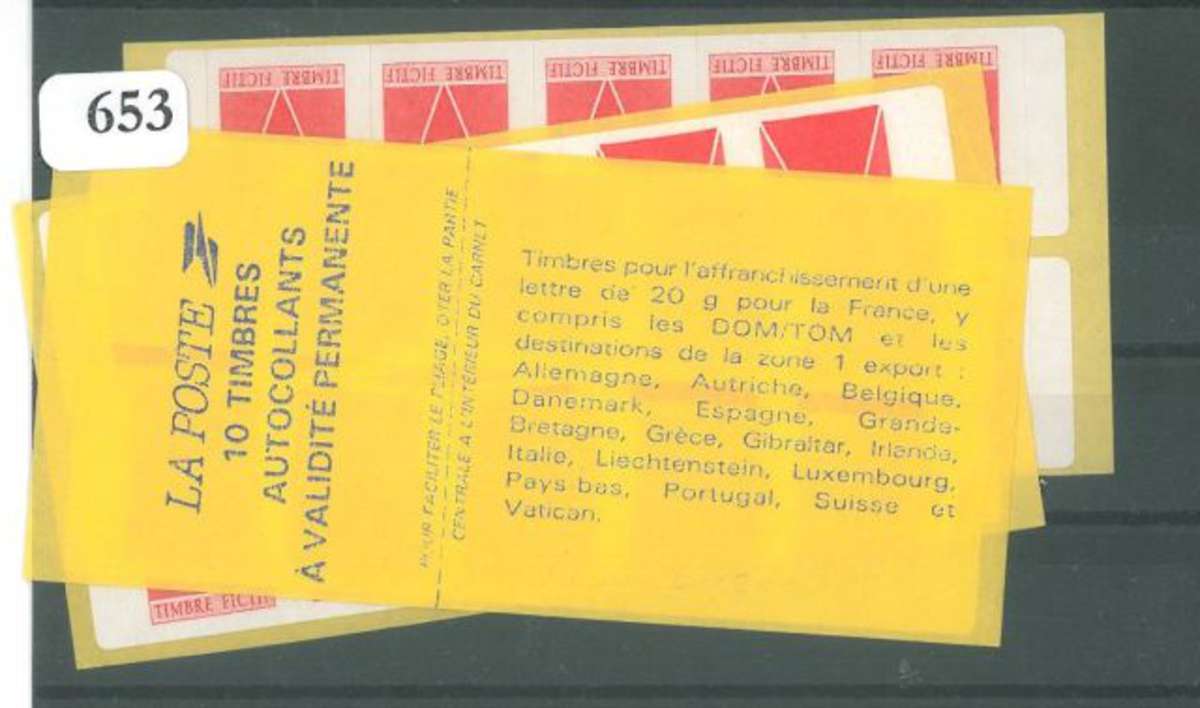 TIMBRE FICTIF TIMBRE FICTIF TIMBRE FICTIF TIMBRE FICTIF TIMBRE FICTIF
653
LA POSTE
10 TIMBRES
AUTOCOLLANTS
À VALIDITÉ PERMANENTE
POUR FACILITER LE PLIAGE, OTER LA PARTIE
CENTRALE A L'INTÉRIEUR DU CARNET
Timbres pour l'affranchissement d'une
lettre de 20 g pour la France, y
compris les DOM/TOM et les
destinations de la zone 1 export :
Allemagne, Autriche, Belgique,
Danemark, Espagne, Grande-
Bretagne, Grèce, Gibraltar, Irlande,
Italie, Liechtenstein, Luxembourg,
Pays bas, Portugal, Suisse et
Vatican.
TIMBRE FICTIF